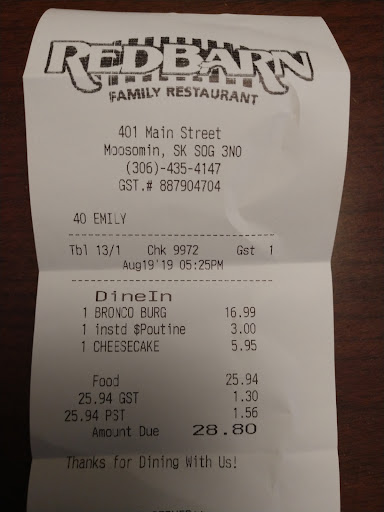 REDBARN
FAMILY RESTAURANT
401 Main Street
Moosomin, SK S0G 3N0
(306)-435-4147
GST.# 887904704
40 EMILY
Tbl 13/1 Chk 9972 Gst 1
Aug19'19 05:25PM
DineIn
1 BRONCO BURG 16.99
1 instd $Poutine 3.00
1 CHEESECAKE 5.95
Food 25.94
25.94 GST 1.30
25.94 PST 1.56
Amount Due 28.80
Thanks for Dining With Us!